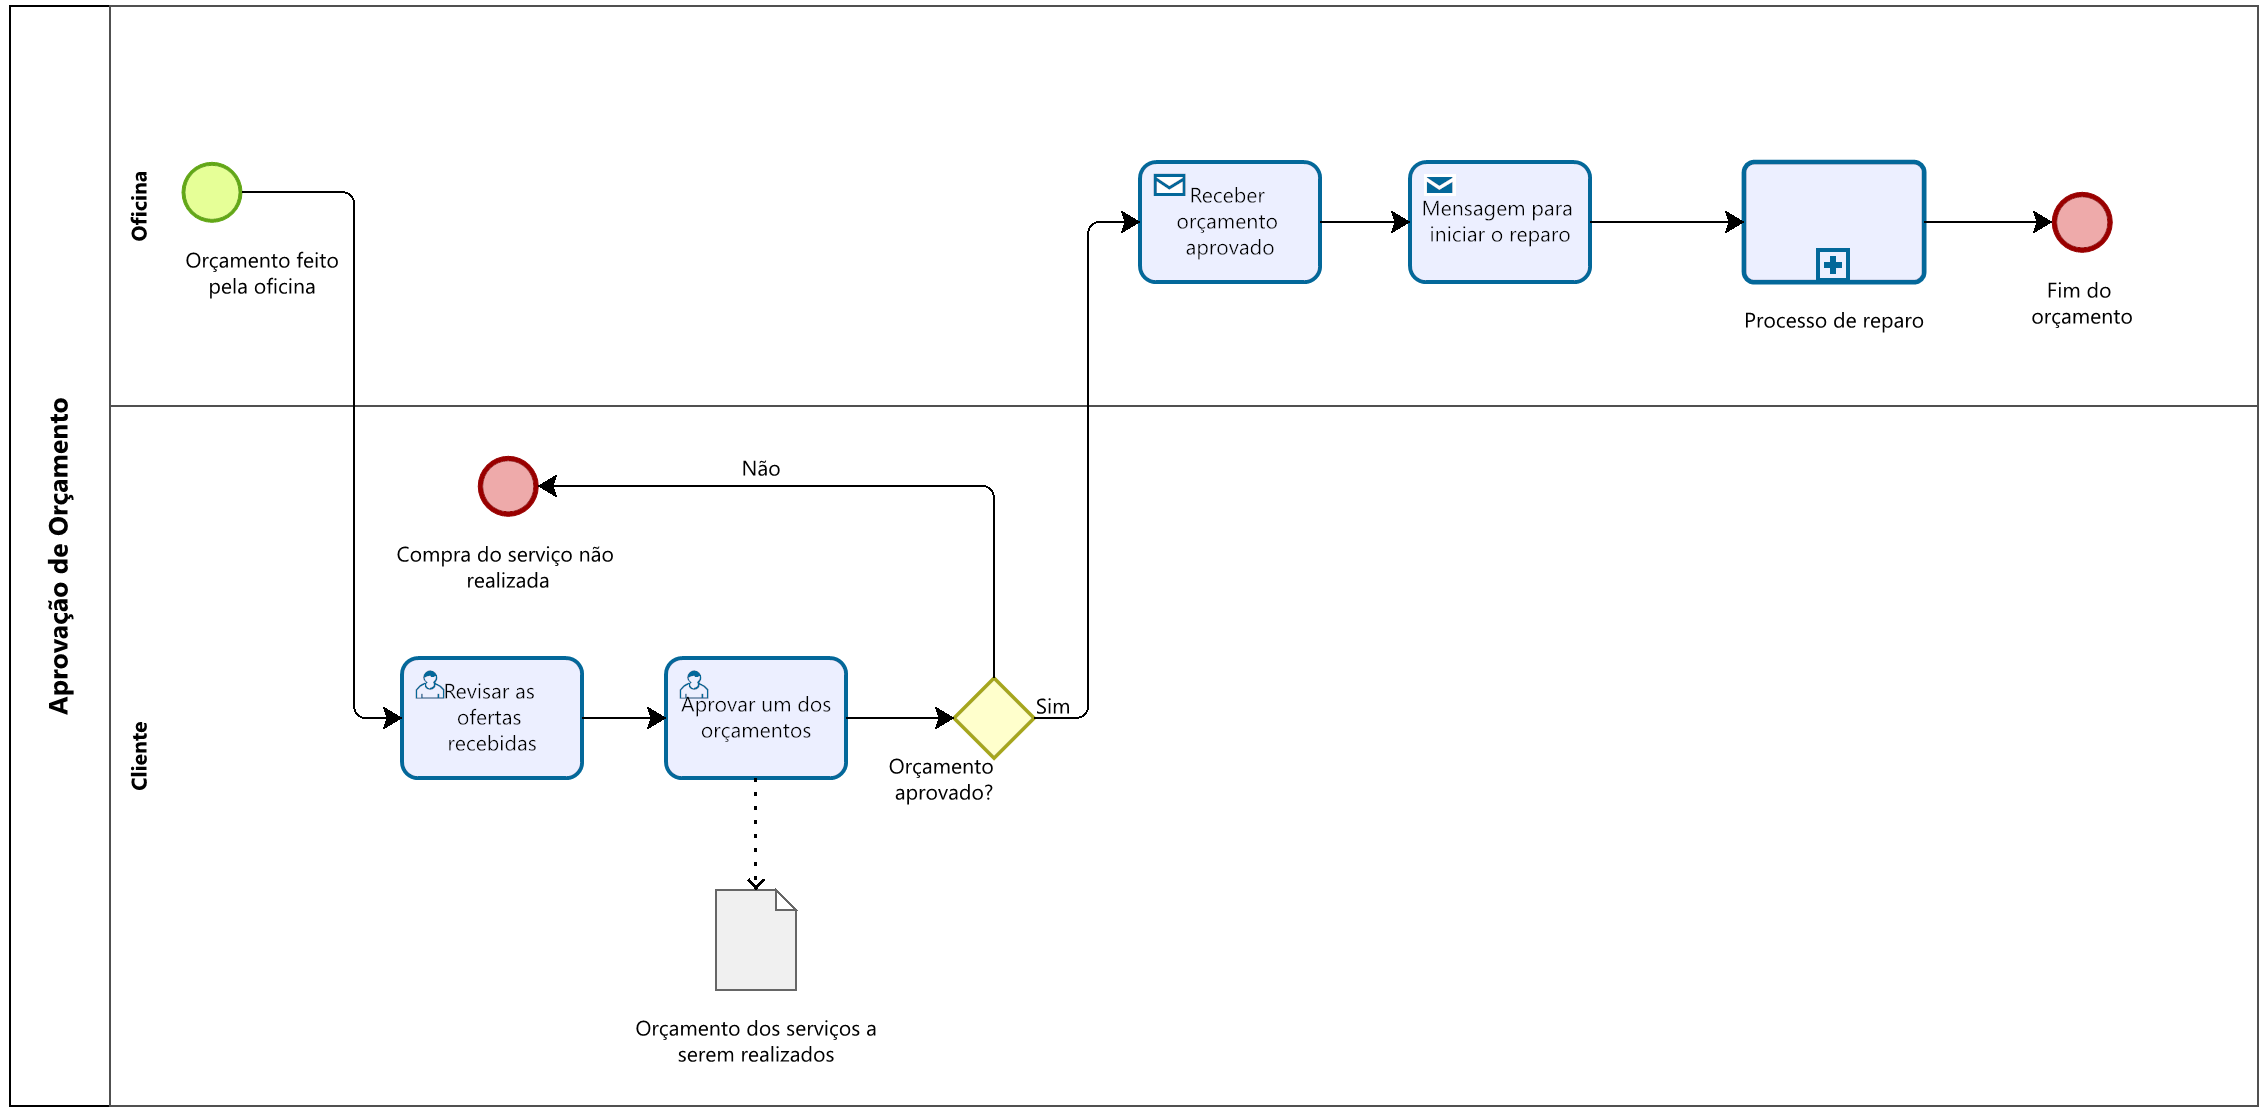 Aprovação de Orçamento
Oficina
Orçamento feito
pela oficina
Receber
orçamento
aprovado
Mensagem para
iniciar o reparo
Processo de reparo
Fim do
orçamento
Cliente
Não
Compra do serviço não
realizada
Revisar as
ofertas
recebidas
Aprovar um dos
orçamentos
Sim
Orçamento
aprovado?
Orçamento dos serviços a
serem realizados